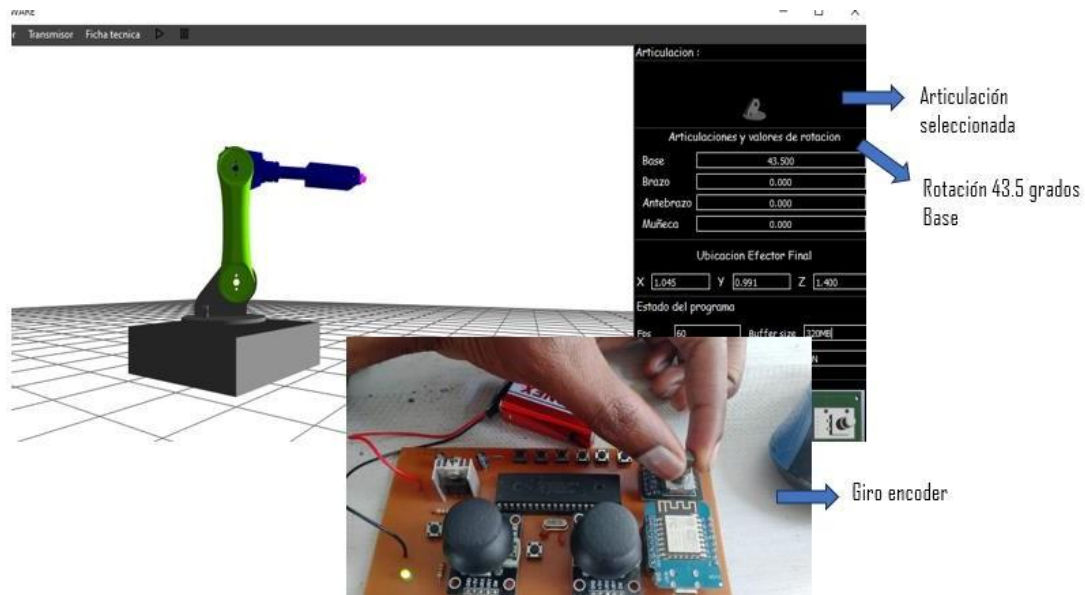 WARE
Transmisor Ficha tecnica
Articulacion :
Articulaciones y valores de rotacion
Base 43.500
Brazo 0.000
Antebrazo 0.000
Muñeca 0.000
Ubicacion Efector Final
X 1.045 Y 0.991 Z 1.400
Estado del programa
Fps 60 Buffer size 320MB
Articulación
seleccionada
Rotación 43.5 grados
Base
Giro encoder